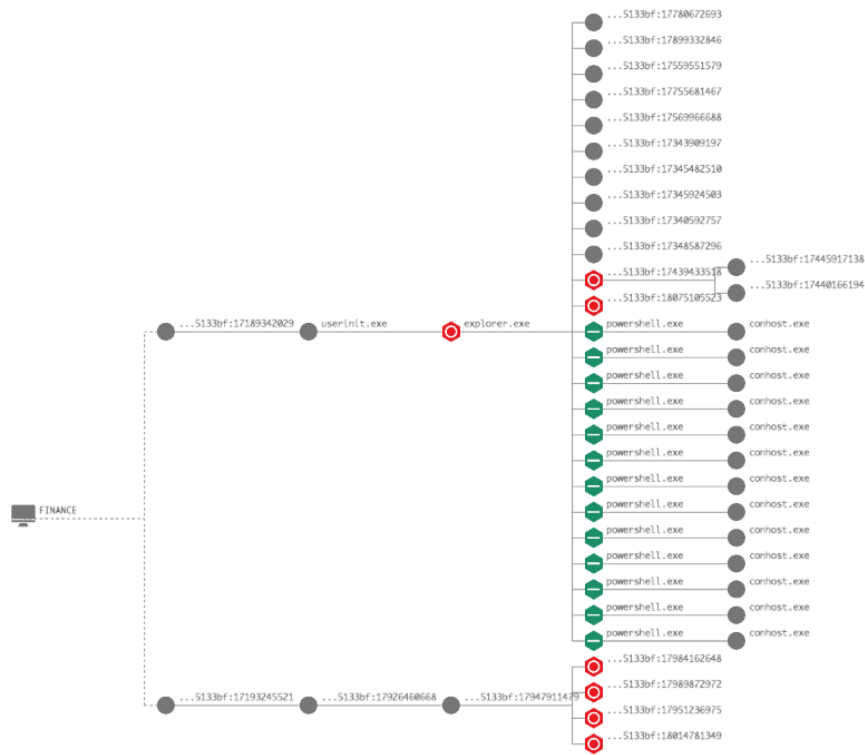 ...5133bf:17780672693
...5133bf:17899332846
...5133bf:17559551579
...5133bf:17755681467
...5133bf:17569966688
...5133bf:17343909197
...5133bf:17345482510
...5133bf:17345924503
...5133bf:17340592757
...5133bf:17348587296
...5133bf:17445917138
...5133bf:17439433518
...5133bf:17440166194
...5133bf:18075105523
...5133bf:17189342029 userinit.exe explorer.exe powershell.exe conhost.exe
powershell.exe conhost.exe
powershell.exe conhost.exe
powershell.exe conhost.exe
powershell.exe conhost.exe
powershell.exe conhost.exe
powershell.exe conhost.exe
powershell.exe conhost.exe
FINANCE
powershell.exe conhost.exe
powershell.exe conhost.exe
powershell.exe conhost.exe
powershell.exe conhost.exe
powershell.exe conhost.exe
...5133bf:17984162648
...5133bf:17989872972
...5133bf:17193245521 ...5133bf:17926460668 ...5133bf:17947911479
...5133bf:17951236975
...5133bf:18014781349